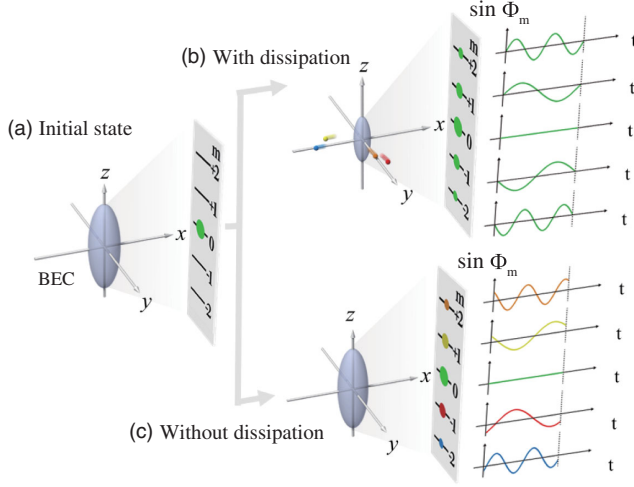 sin Φm
(b) With dissipation
z
x
y
m
+2
+1
0
-1
-2
t
t
t
t
t
(a) Initial state
z
x
y
BEC
m
+2
+1
0
-1
-2
sin Φm
(c) Without dissipation
z
x
y
m
+2
+1
0
-1
-2
t
t
t
t
t